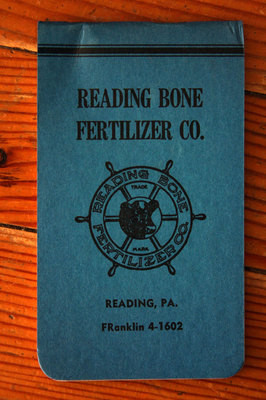 READING BONE
FERTILIZER CO.
READING BONE
TRADE
MARK
FERTILIZER CO.
READING, PA.
FRanklin 4-1602